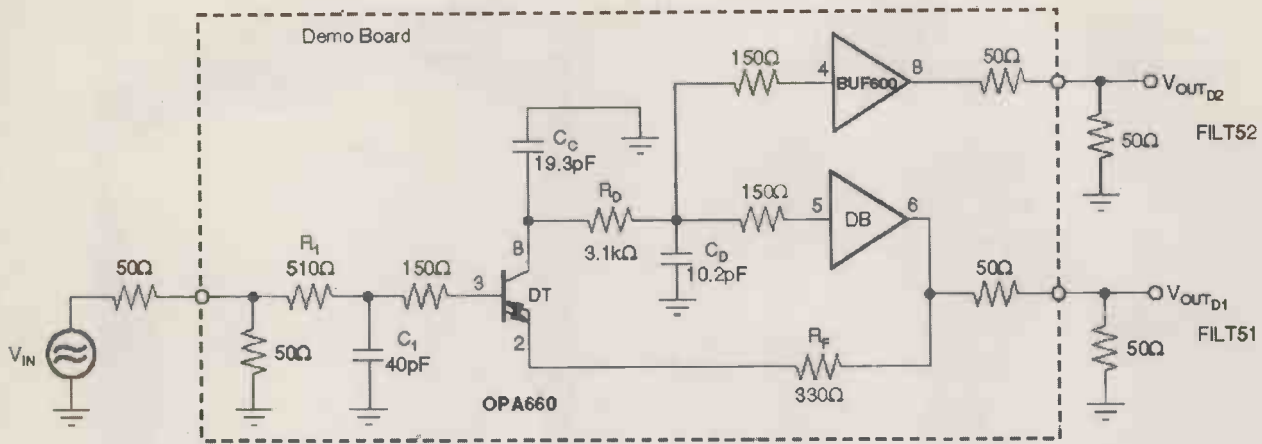 Demo Board
150Ω
4
BUF600
8
50Ω
V_OUT_D2
50Ω
FILT52
C_C
19.3pF
R_D
3.1kΩ
150Ω
5
DB
6
C_D
10.2pF
50Ω
V_OUT_D1
50Ω
FILT51
8
50Ω
R_1
510Ω
150Ω
3
DT
2
V_IN
50Ω
C_1
40pF
R_F
330Ω
OPA660